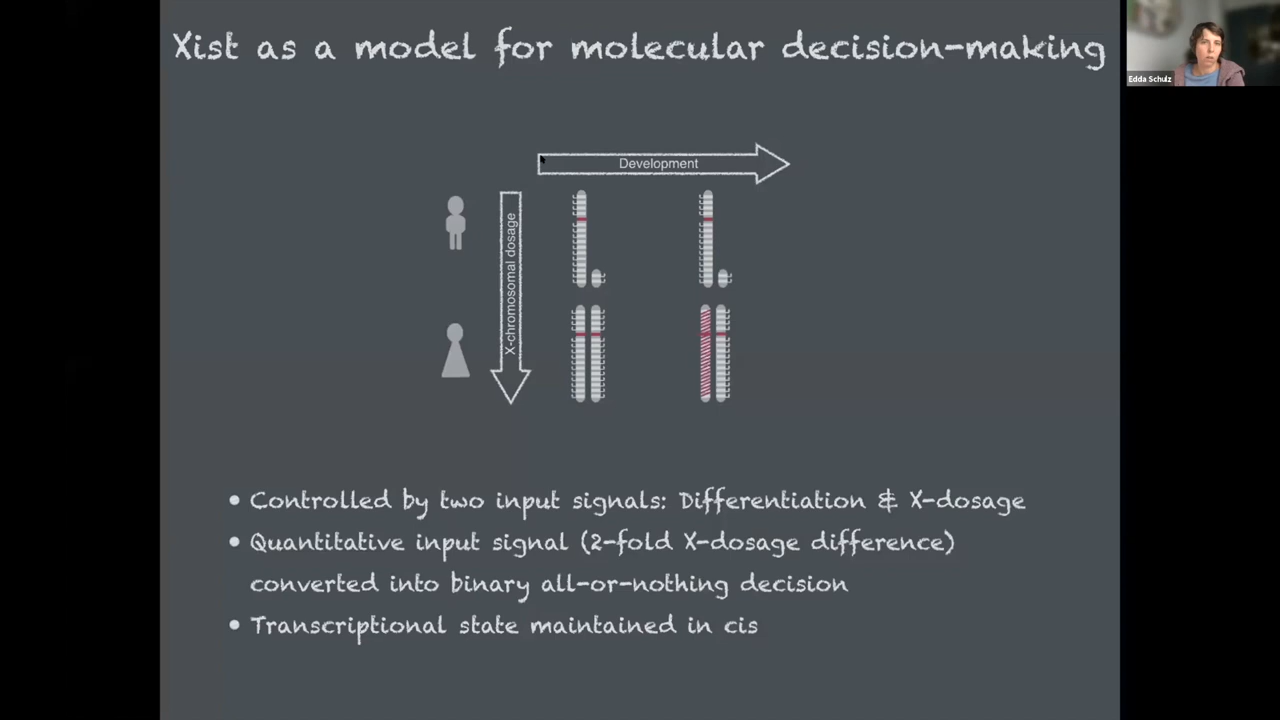 Xist as a model for molecular decision-making
Edda Schulz
Development
X-chromosomal dosage
• Controlled by two input signals: Differentiation & X-dosage
• Quantitative input signal (2-fold X-dosage difference)
converted into binary all-or-nothing decision
• Transcriptional state maintained in cis